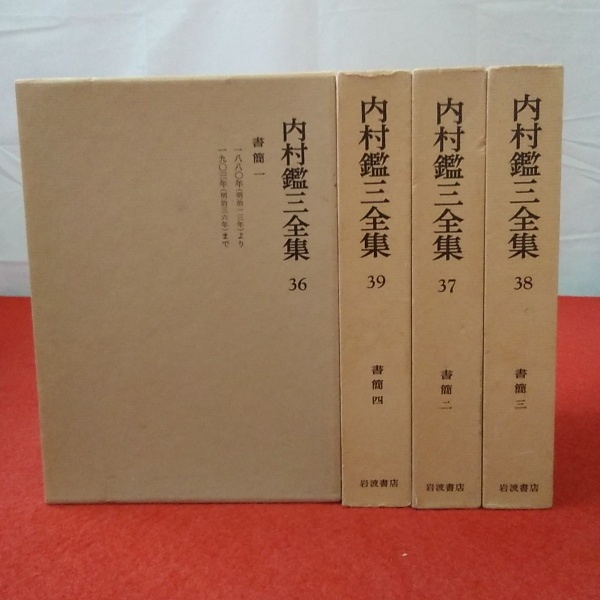 内村鑑三全集 36
書簡一
一八八〇年(明治一三年)より
一九〇三年(明治三六年)まで
内村鑑三全集
39
書簡四
岩波書店
内村鑑三全集
37
書簡二
岩波書店
内村鑑三全集
38
書簡三
岩波書店